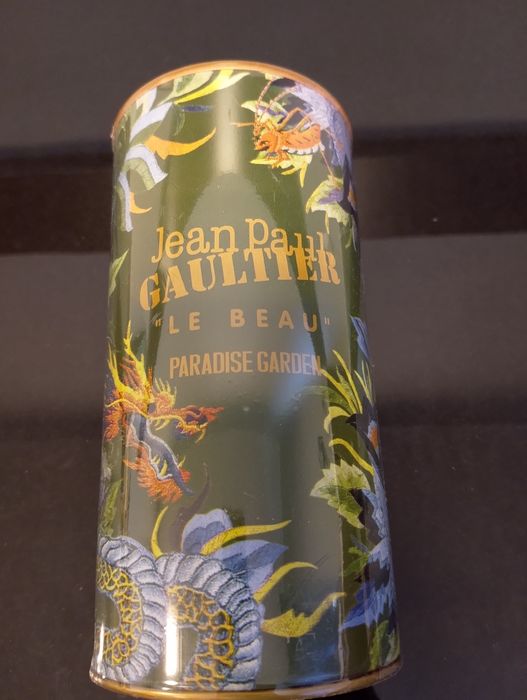 Jean Paul
GAULTIER
"LE BEAU"
PARADISE GARDEN